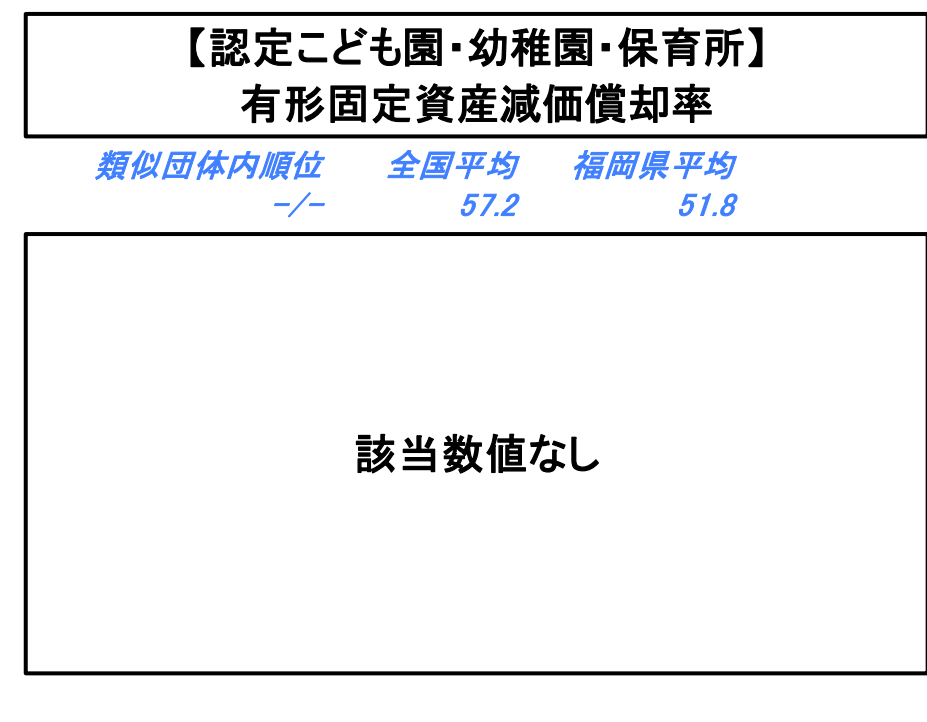 【認定こども園・幼稚園・保育所】
有形固定資産減価償却率
類似団体内順位 全国平均 福岡県平均
-/- 57.2 51.8
該当数値なし